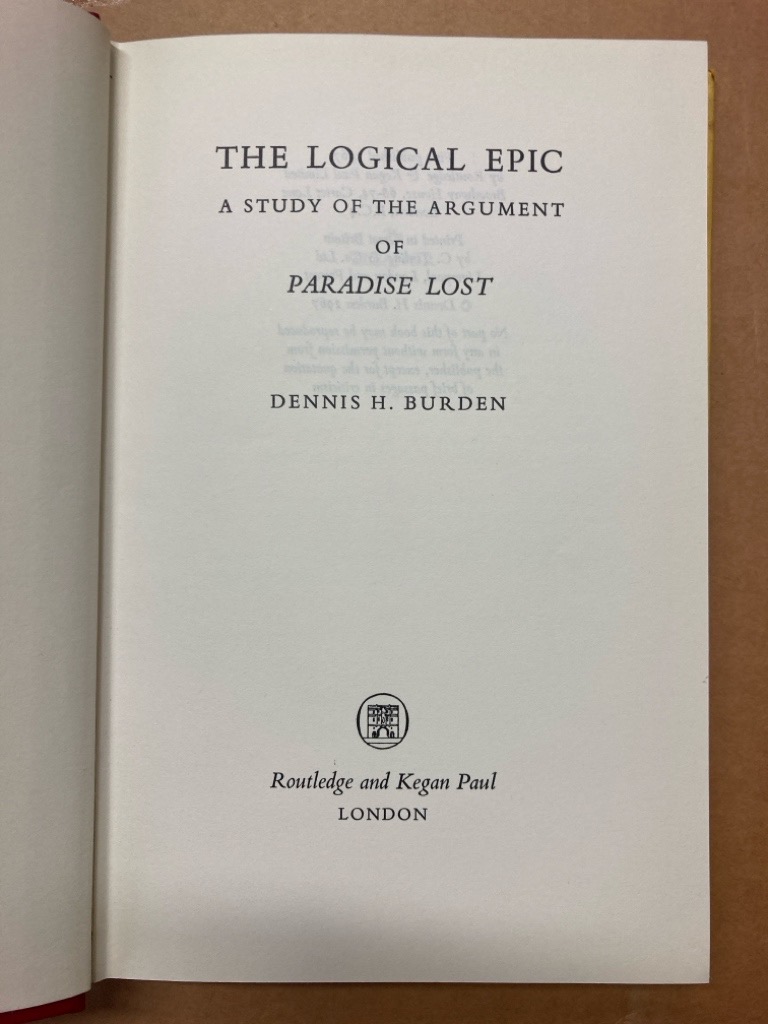 THE LOGICAL EPIC
A STUDY OF THE ARGUMENT
OF
PARADISE LOST
DENNIS H. BURDEN
Routledge and Kegan Paul
LONDON